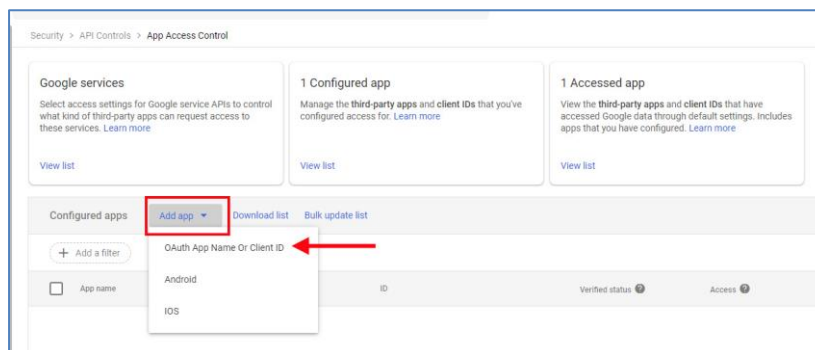 Security > API Controls > App Access Control
Google services
Select access settings for Google service APIs to control
what kind of third-party apps can request access to
these services. Learn more
View list
1 Configured app
Manage the third-party apps and client IDs that you've
configured access for. Learn more
View list
1 Accessed app
View the third-party apps and client IDs that have
accessed Google data through default settings. Includes
apps that you have configured. Learn more
View list
Configured apps Add app Download list Bulk update list
+ Add a filter
OAuth App Name Or Client ID
Android
IOS
App name ID Verified status ? Access ?